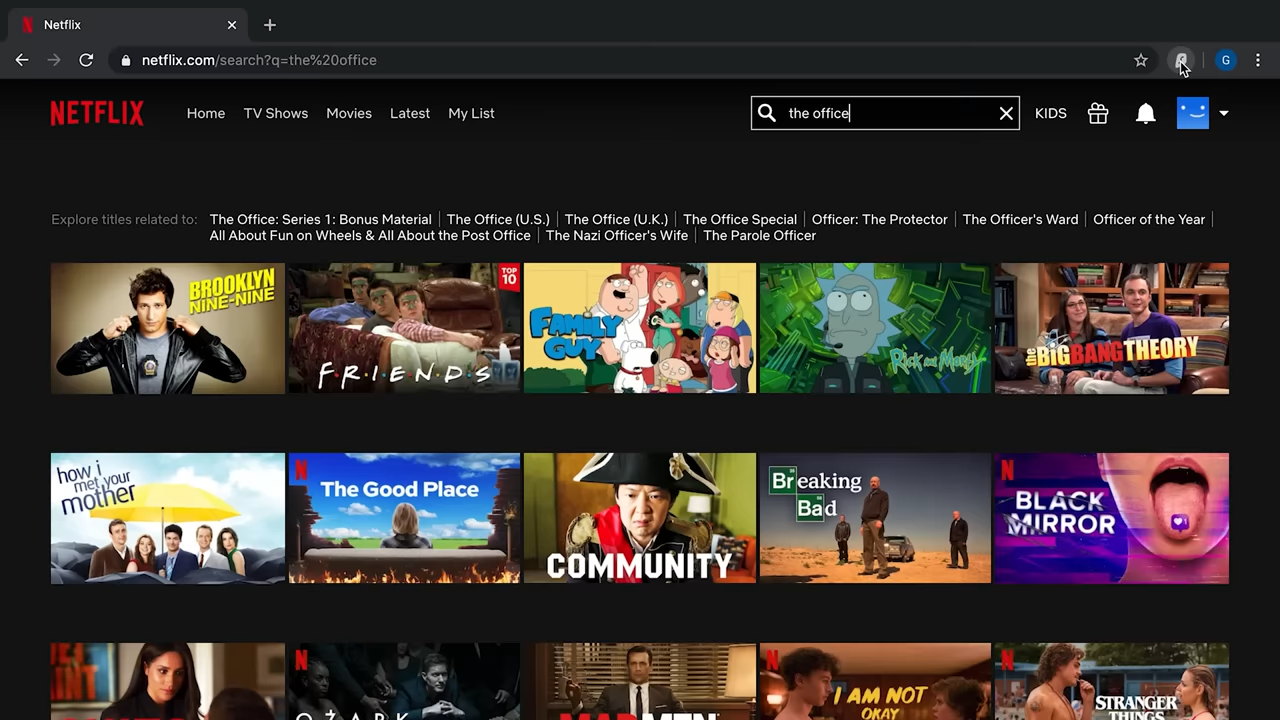 Netflix
netflix.com/search?q=the%20office
G
NETFLIX Home TV Shows Movies Latest My List the office KIDS
Explore titles related to: The Office: Series 1: Bonus Material | The Office (U.S.) | The Office (U.K.) | The Office Special | Officer: The Protector | The Officer's Ward | Officer of the Year |
All About Fun on Wheels & All About the Post Office | The Nazi Officer's Wife | The Parole Officer
BROOKLYN
NINE-NINE
TOP
10
F·R·I·E·N·D·S
FAMILY
GUY
Rick and Morty
the BIG BANG THEORY
how i
met your
mother
N
The Good Place
COMMUNITY
Breaking
Bad
N
BLACK
MIRROR
N
OZARK
MAD MEN
N
I AM NOT
OKAY
N
STRANGER
THINGS